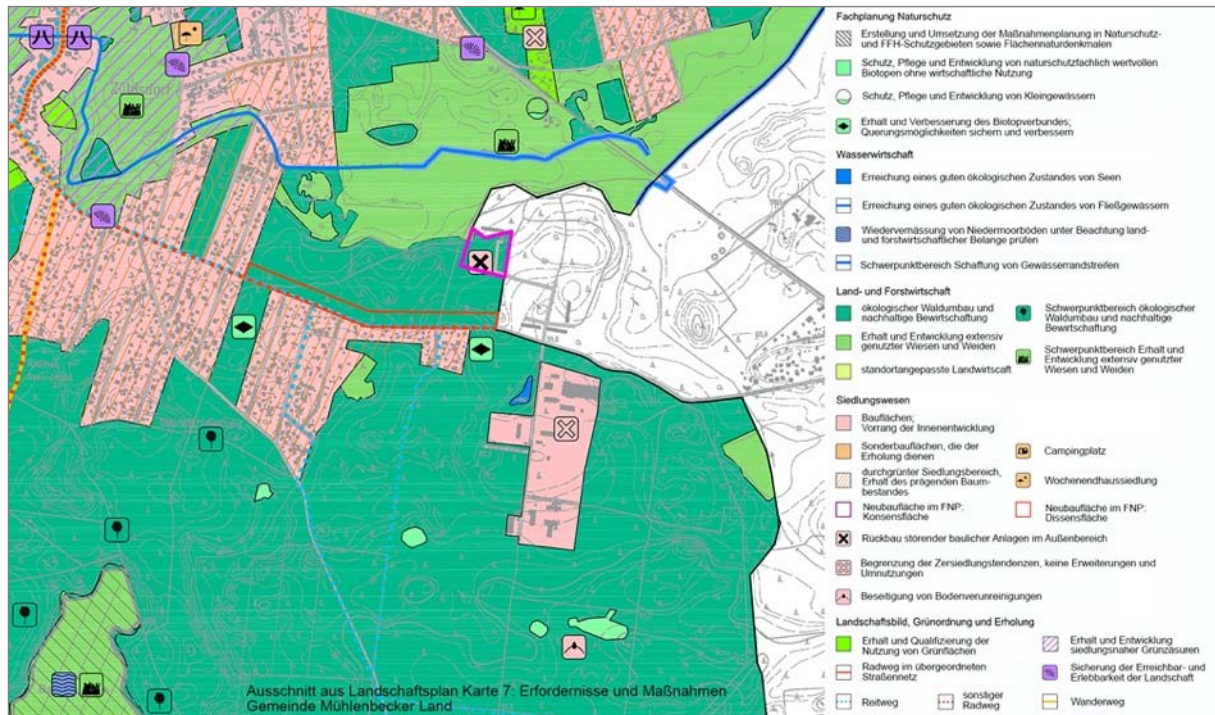 Zühlsdorf
Ausschnitt aus Landschaftsplan Karte 7: Erfordernisse und Maßnahmen
Gemeinde Mühlenbecker Land
Fachplanung Naturschutz
Erstellung und Umsetzung der Maßnahmenplanung in Naturschutz-
und FFH-Schutzgebieten sowie Flächennaturdenkmalen
Schutz, Pflege und Entwicklung von naturschutzfachlich wertvollen
Biotopen ohne wirtschaftliche Nutzung
Schutz, Pflege und Entwicklung von Kleingewässern
Erhalt und Verbesserung des Biotopverbundes;
Querungsmöglichkeiten sichern und verbessern
Wasserwirtschaft
Erreichung eines guten ökologischen Zustandes von Seen
Erreichung eines guten ökologischen Zustandes von Fließgewässern
Wiedervernässung von Niedermoorböden unter Beachtung land-
und forstwirtschaftlicher Belange prüfen
Schwerpunktbereich Schaffung von Gewässerrandstreifen
Land- und Forstwirtschaft
ökologischer Waldumbau und
nachhaltige Bewirtschaftung
Schwerpunktbereich ökologischer
Waldumbau und nachhaltige
Bewirtschaftung
Erhalt und Entwicklung extensiv
genutzter Wiesen und Weiden
Schwerpunktbereich Erhalt und
Entwicklung extensiv genutzter
Wiesen und Weiden
standortangepasste Landwirtscaft
Siedlungswesen
Bauflächen;
Vorrang der Innenentwicklung
Sonderbauflächen, die der
Erholung dienen
Campingplatz
durchgrünter Siedlungsbereich,
Erhalt des prägenden Baum-
bestandes
Wochenendhaussiedlung
Neubaufläche im FNP:
Konsensfläche
Neubaufläche im FNP:
Dissensfläche
Rückbau störender baulicher Anlagen im Außenbereich
Begrenzung der Zersiedlungstendenzen, keine Erweiterungen und
Umnutzungen
Beseitigung von Bodenverunreinigungen
Landschaftsbild, Grünordnung und Erholung
Erhalt und Qualifizierung der
Nutzung von Grünflächen
Erhalt und Entwicklung
siedlungsnaher Grünzäsuren
Radweg im übergeordneten
Straßennetz
Sicherung der Erreichbar- und
Erlebbarkeit der Landschaft
Reitweg
sonstiger
Radweg
Wanderweg